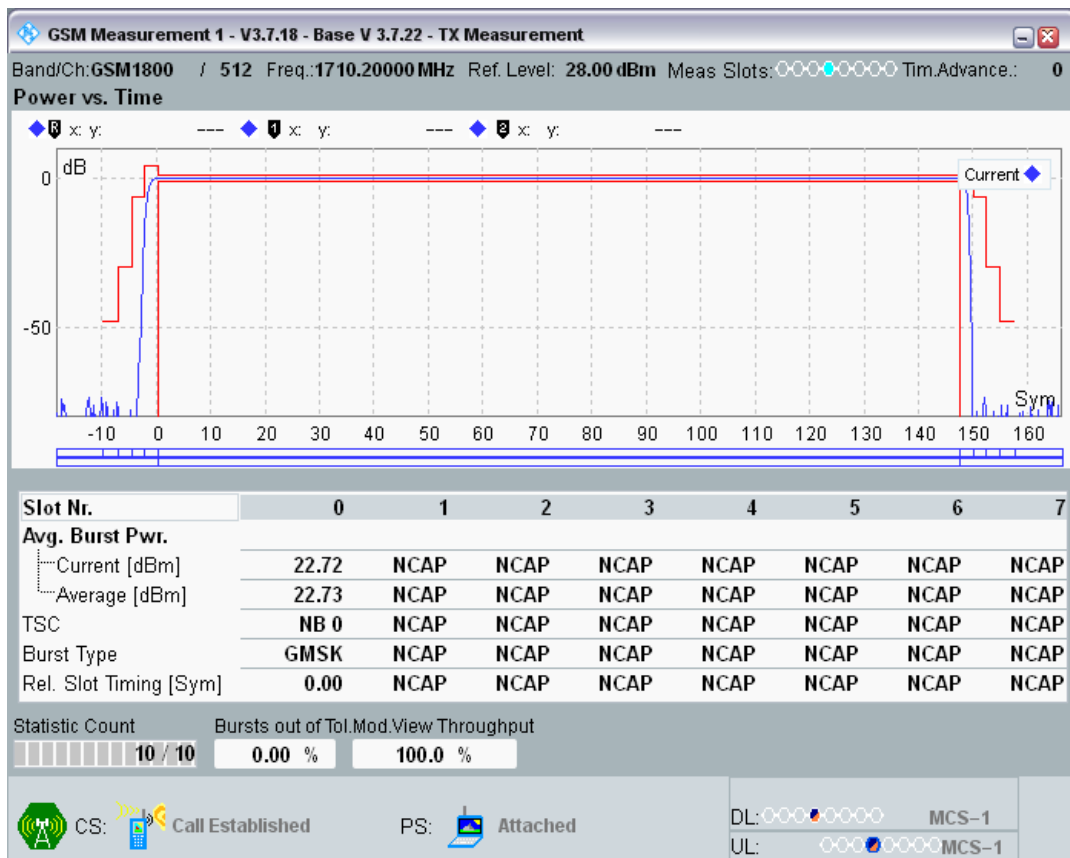 GSM Measurement 1 - V3.7.18 - Base V 3.7.22 - TX Measurement
Band/Ch:GSM1800 / 512 Freq.:1710.20000 MHz Ref. Level: 28.00 dBm Meas Slots: Tim.Advance.: 0
Power vs. Time
R x: y: --- 1 x: y: --- 2 x: y: ---
dB
Current
0
-50
Sym
-10 0 10 20 30 40 50 60 70 80 90 100 110 120 130 140 150 160
Slot Nr. 0 1 2 3 4 5 6 7
Avg. Burst Pwr.
Current [dBm] 22.72 NCAP NCAP NCAP NCAP NCAP NCAP NCAP
Average [dBm] 22.73 NCAP NCAP NCAP NCAP NCAP NCAP NCAP
TSC NB 0 NCAP NCAP NCAP NCAP NCAP NCAP NCAP
Burst Type GMSK NCAP NCAP NCAP NCAP NCAP NCAP NCAP
Rel. Slot Timing [Sym] 0.00 NCAP NCAP NCAP NCAP NCAP NCAP NCAP
Statistic Count Bursts out of Tol.Mod.View Throughput
10 / 10 0.00 % 100.0 %
CS: Call Established PS: Attached
DL: MCS-1
UL: MCS-1